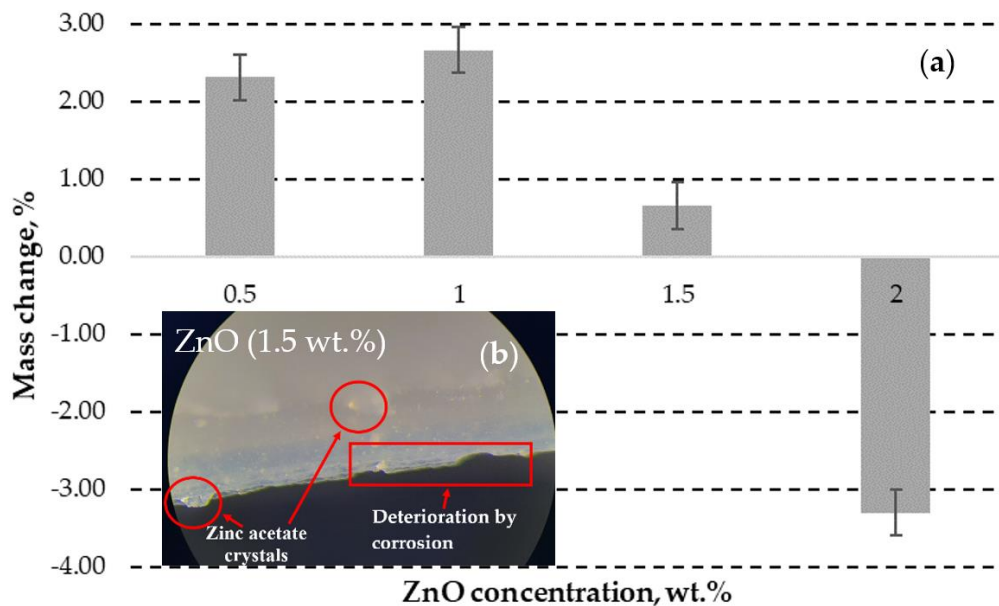 3.00
(a)
2.00
1.00
Mass change, %
0.00
0.5
1
1.5
2
-1.00
ZnO (1.5 wt.%)
(b)
-2.00
-3.00
Zinc acetate
crystals
Deterioration by
corrosion
-4.00
ZnO concentration, wt.%